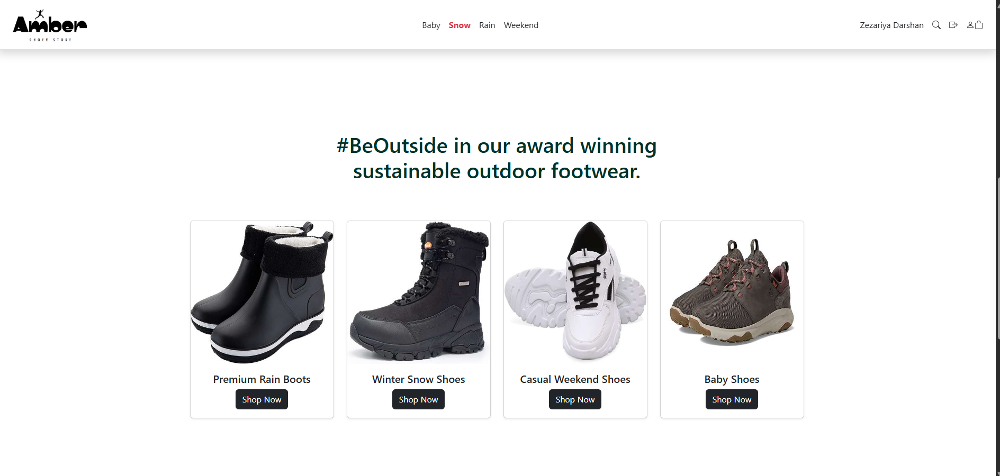 Amber
SHOES STORE
Baby Snow Rain Weekend
Zezariya Darshan
#BeOutside in our award winning
sustainable outdoor footwear.
SPORTS
Premium Rain Boots
Winter Snow Shoes
Casual Weekend Shoes
Baby Shoes
Shop Now
Shop Now
Shop Now
Shop Now